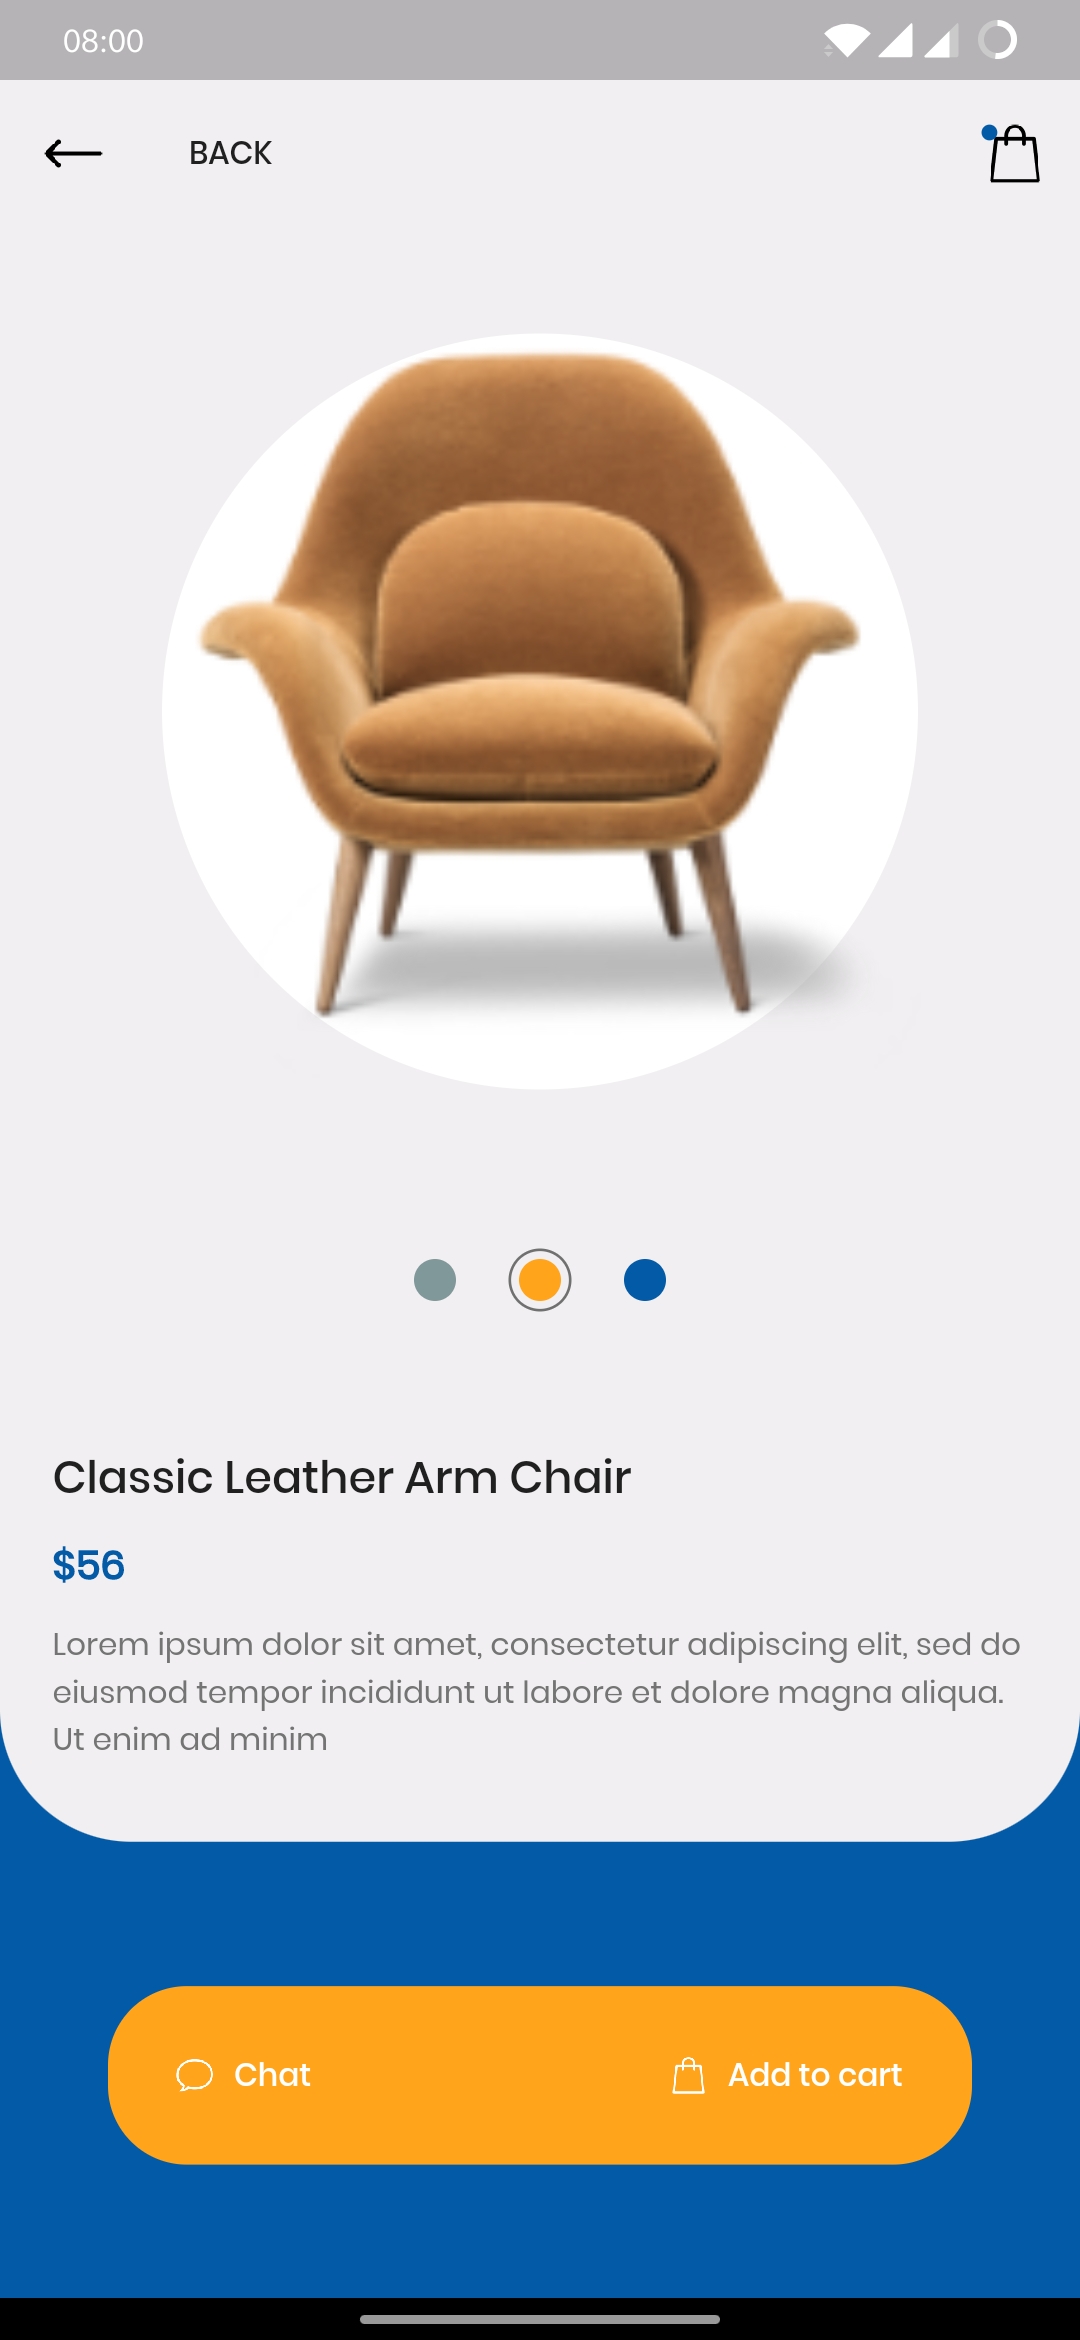 08:00
BACK
Classic Leather Arm Chair
$56
Lorem ipsum dolor sit amet, consectetur adipiscing elit, sed do
eiusmod tempor incididunt ut labore et dolore magna aliqua.
Ut enim ad minim
Chat
Add to cart